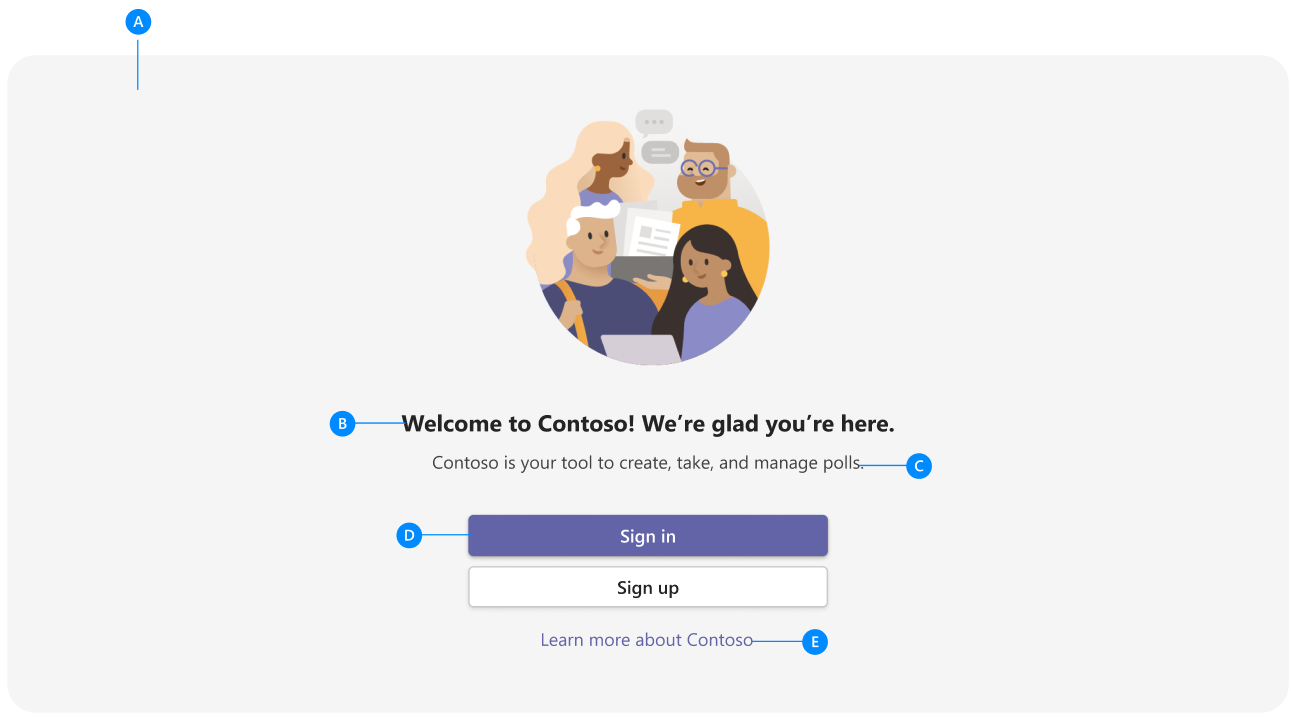 A
B
Welcome to Contoso! We’re glad you’re here.
Contoso is your tool to create, take, and manage polls.
C
D
Sign in
Sign up
Learn more about Contoso
E